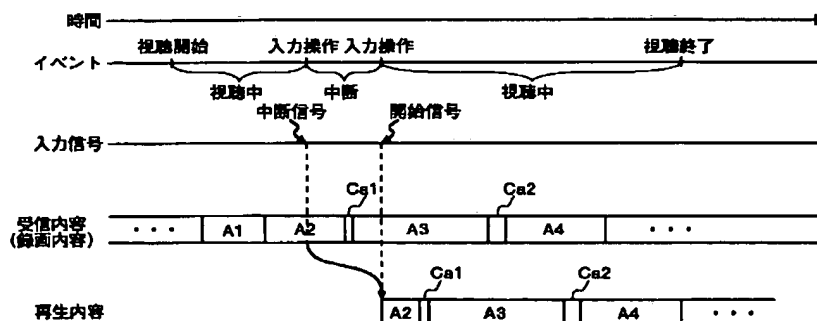 時間
視聴開始 入力操作 入力操作 視聴終了
イベント
視聴中 中断 視聴中
中断信号 開始信号
入力信号
Ca1 Ca2
受信内容 ・・・ A1 A2 A3 A4 ・・・
(録画内容)
Ca1 Ca2
再生内容 A2 A3 A4 ・・・